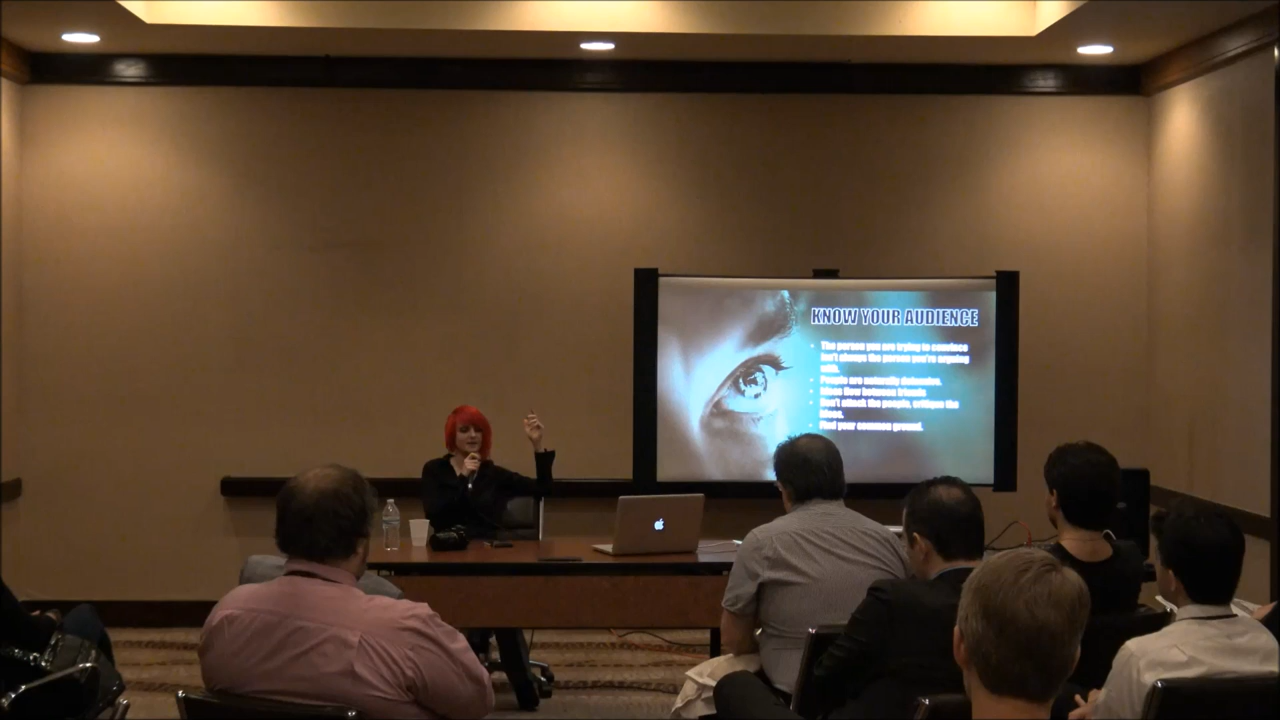 KNOW YOUR AUDIENCE
The person you are trying to convince
isn't always the person you're arguing
with.
People are naturally defensive.
Ideas flow between friends
Don't attack the people, critique the
ideas.
Find your common ground.